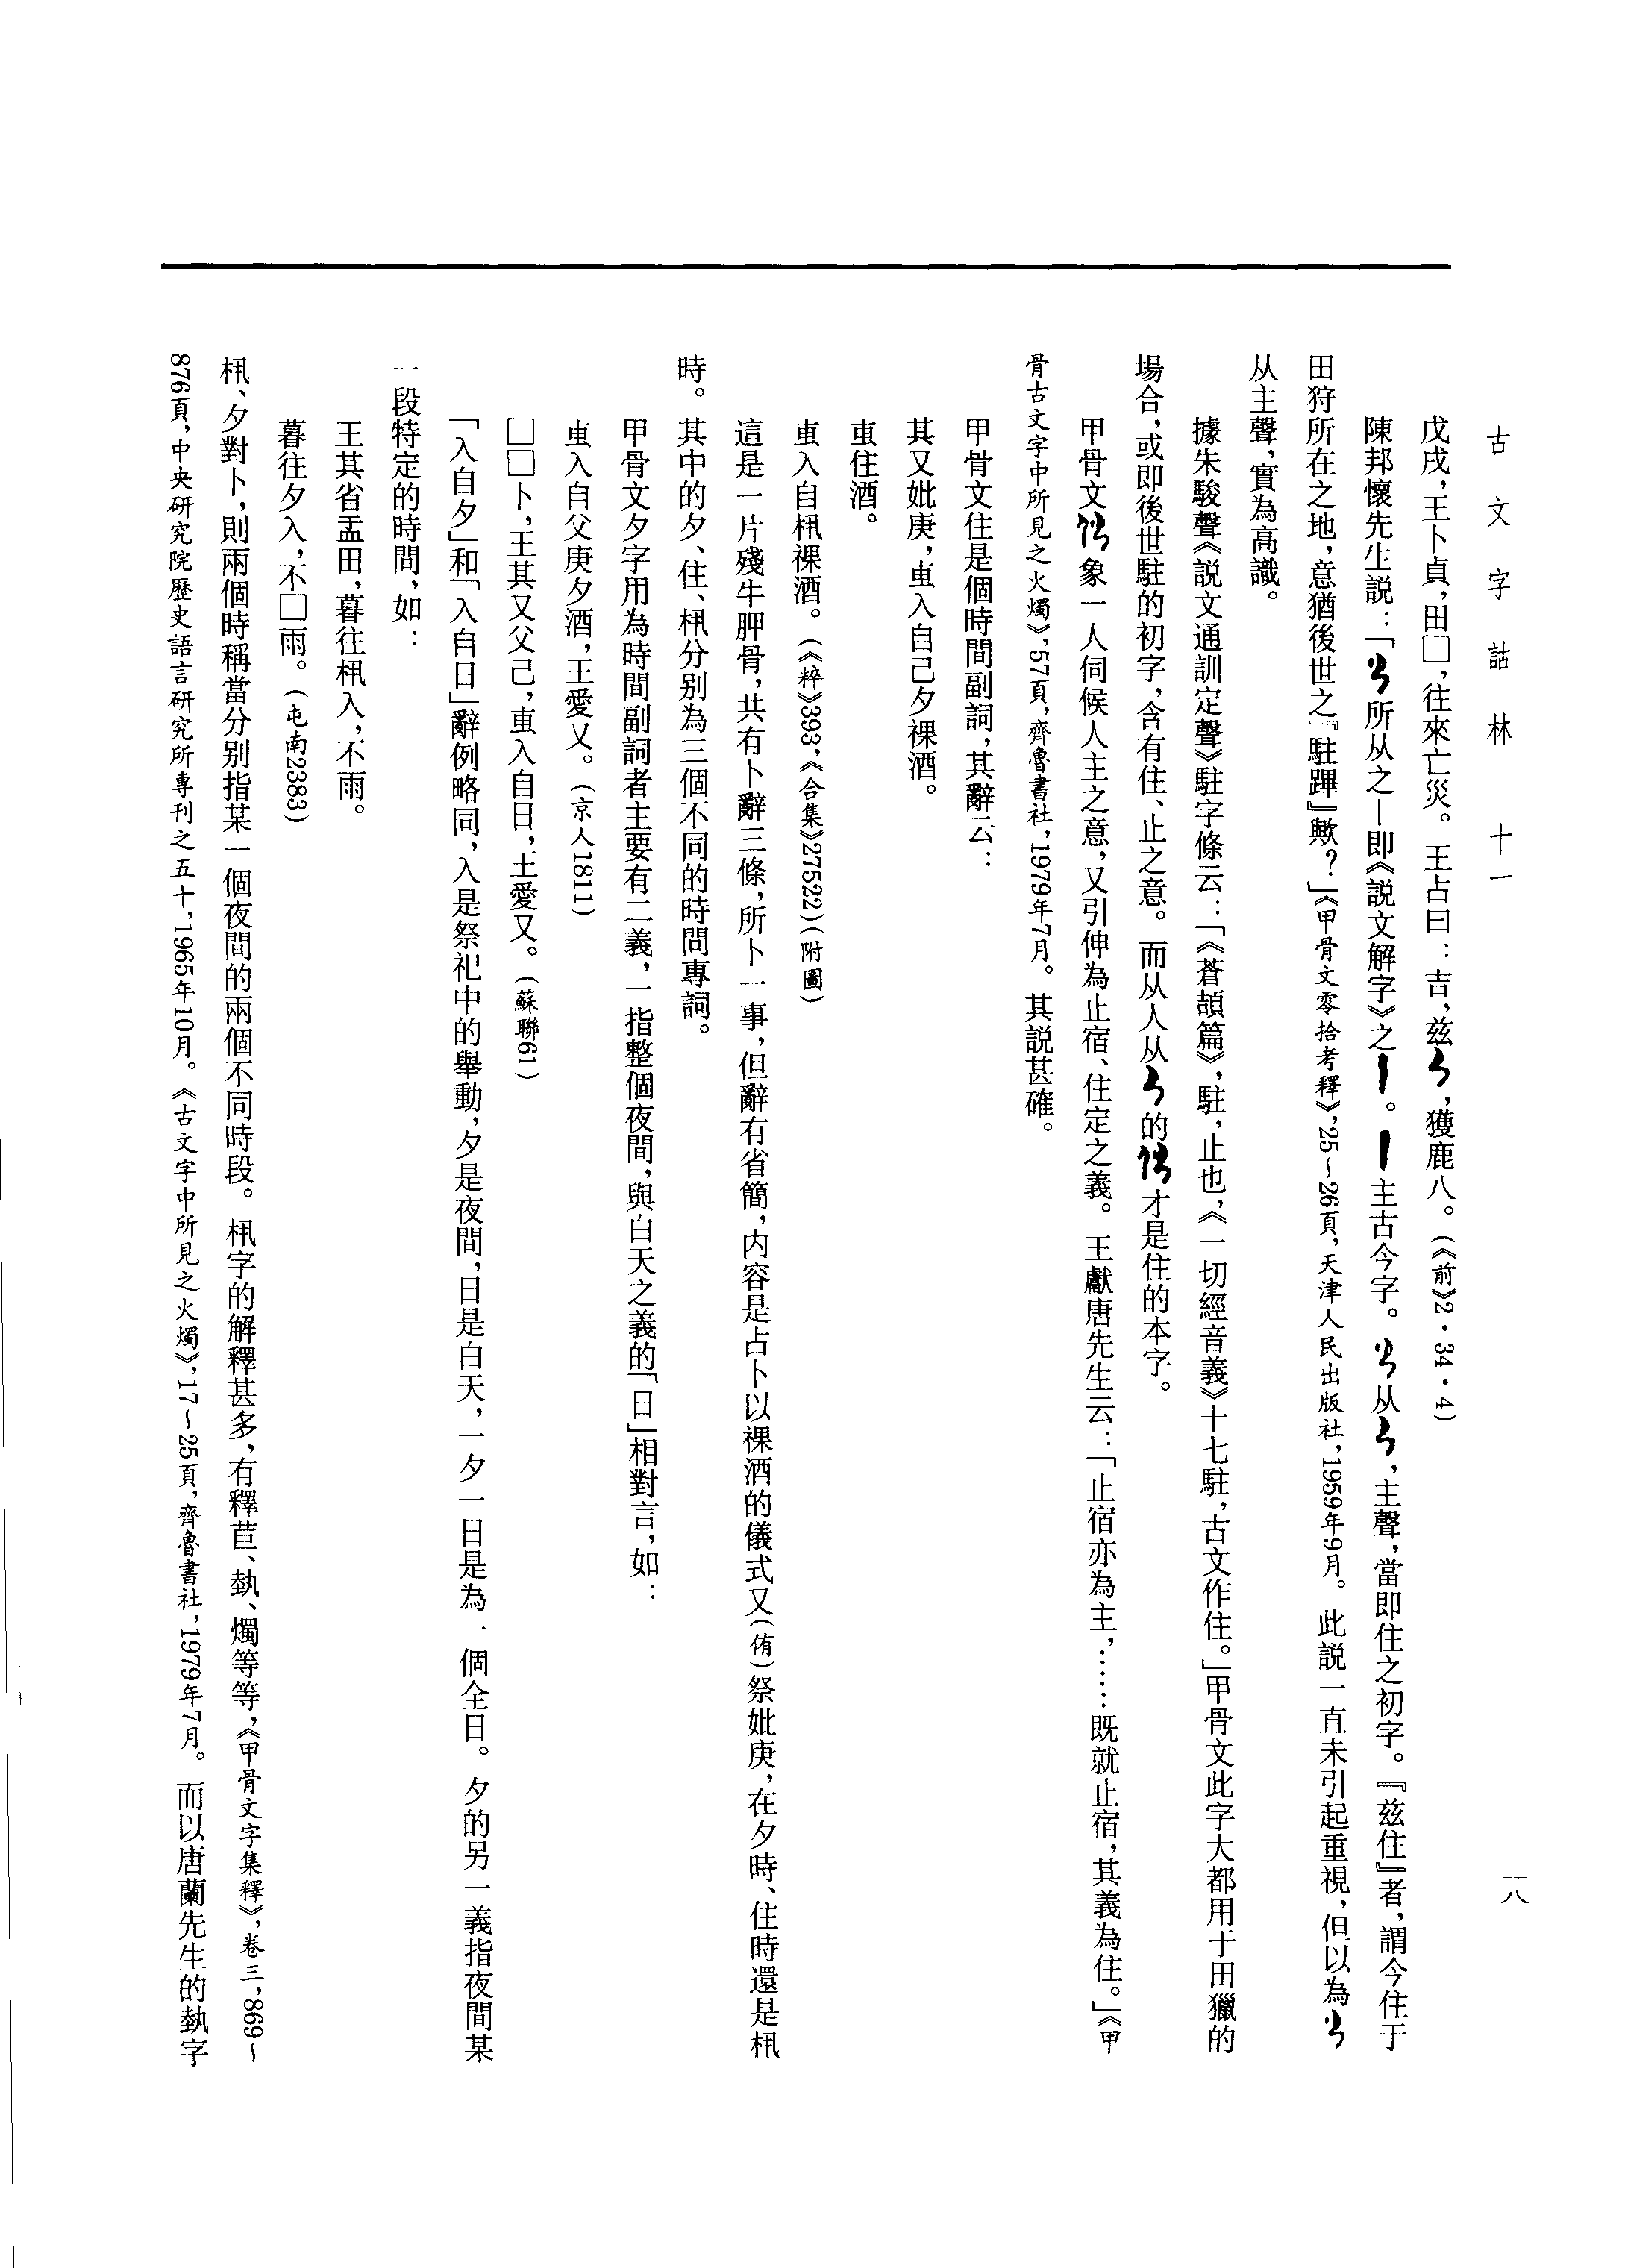 古文字詁林 十一
一八
戊戌,王卜貞,田□,往來亡災。王占曰:吉,兹,獲鹿八。(《前》2·34·4)
陳邦懷先生説:「所从之—即《説文解字》之。主古今字。从,主聲,當即住之初字。『兹住』者,謂今住于
田狩所在之地,意猶後世之『駐蹕』歟?」《甲骨文零拾考釋》,25~26頁,天津人民出版社,1959年9月。此説一直未引起重視,但以為
从主聲,實為高識。
據朱駿聲《説文通訓定聲》駐字條云:「《蒼頡篇》,駐,止也,《一切經音義》十七駐,古文作住。」甲骨文此字大都用于田獵的
場合,或即後世駐的初字,含有住、止之意。而从人从的才是住的本字。
甲骨文象一人伺候人主之意,又引伸為止宿、住定之義。王獻唐先生云:「止宿亦為主,……既就止宿,其義為住。」《甲
骨古文字中所見之火燭》,57頁,齊魯書社,1979年7月。其説甚確。
甲骨文住是個時間副詞,其辭云:
其又妣庚,叀入自己夕祼酒。
叀住酒。
叀入自枛祼酒。(《粹》393,《合集》27522)(附圖)
這是一片殘牛胛骨,共有卜辭三條,所卜一事,但辭有省簡,内容是占卜以祼酒的儀式又(侑)祭妣庚,在夕時、住時還是枛
時。其中的夕、住、枛分别為三個不同的時間專詞。
甲骨文夕字用為時間副詞者主要有二義,一指整個夜間,與白天之義的「日」相對言,如:
叀入自父庚夕酒,王愛又。(京人1811)
□□卜,王其又父己,叀入自日,王愛又。(蘇聯61)
「入自夕」和「入自日」辭例略同,入是祭祀中的舉動,夕是夜間,日是白天,一夕一日是為一個全日。夕的另一義指夜間某
一段特定的時間,如:
王其省盂田,暮往枛入,不雨。
暮往夕入,不□雨。(屯南2383)
枛、夕對卜,則兩個時稱當分别指某一個夜間的兩個不同時段。枛字的解釋甚多,有釋苣、埶、燭等等,《甲骨文字集釋》,卷三,869~
876頁,中央研究院歷史語言研究所專刊之五十,1965年10月。《古文字中所見之火燭》,17~25頁,齊魯書社,1979年7月。而以唐蘭先生的埶字